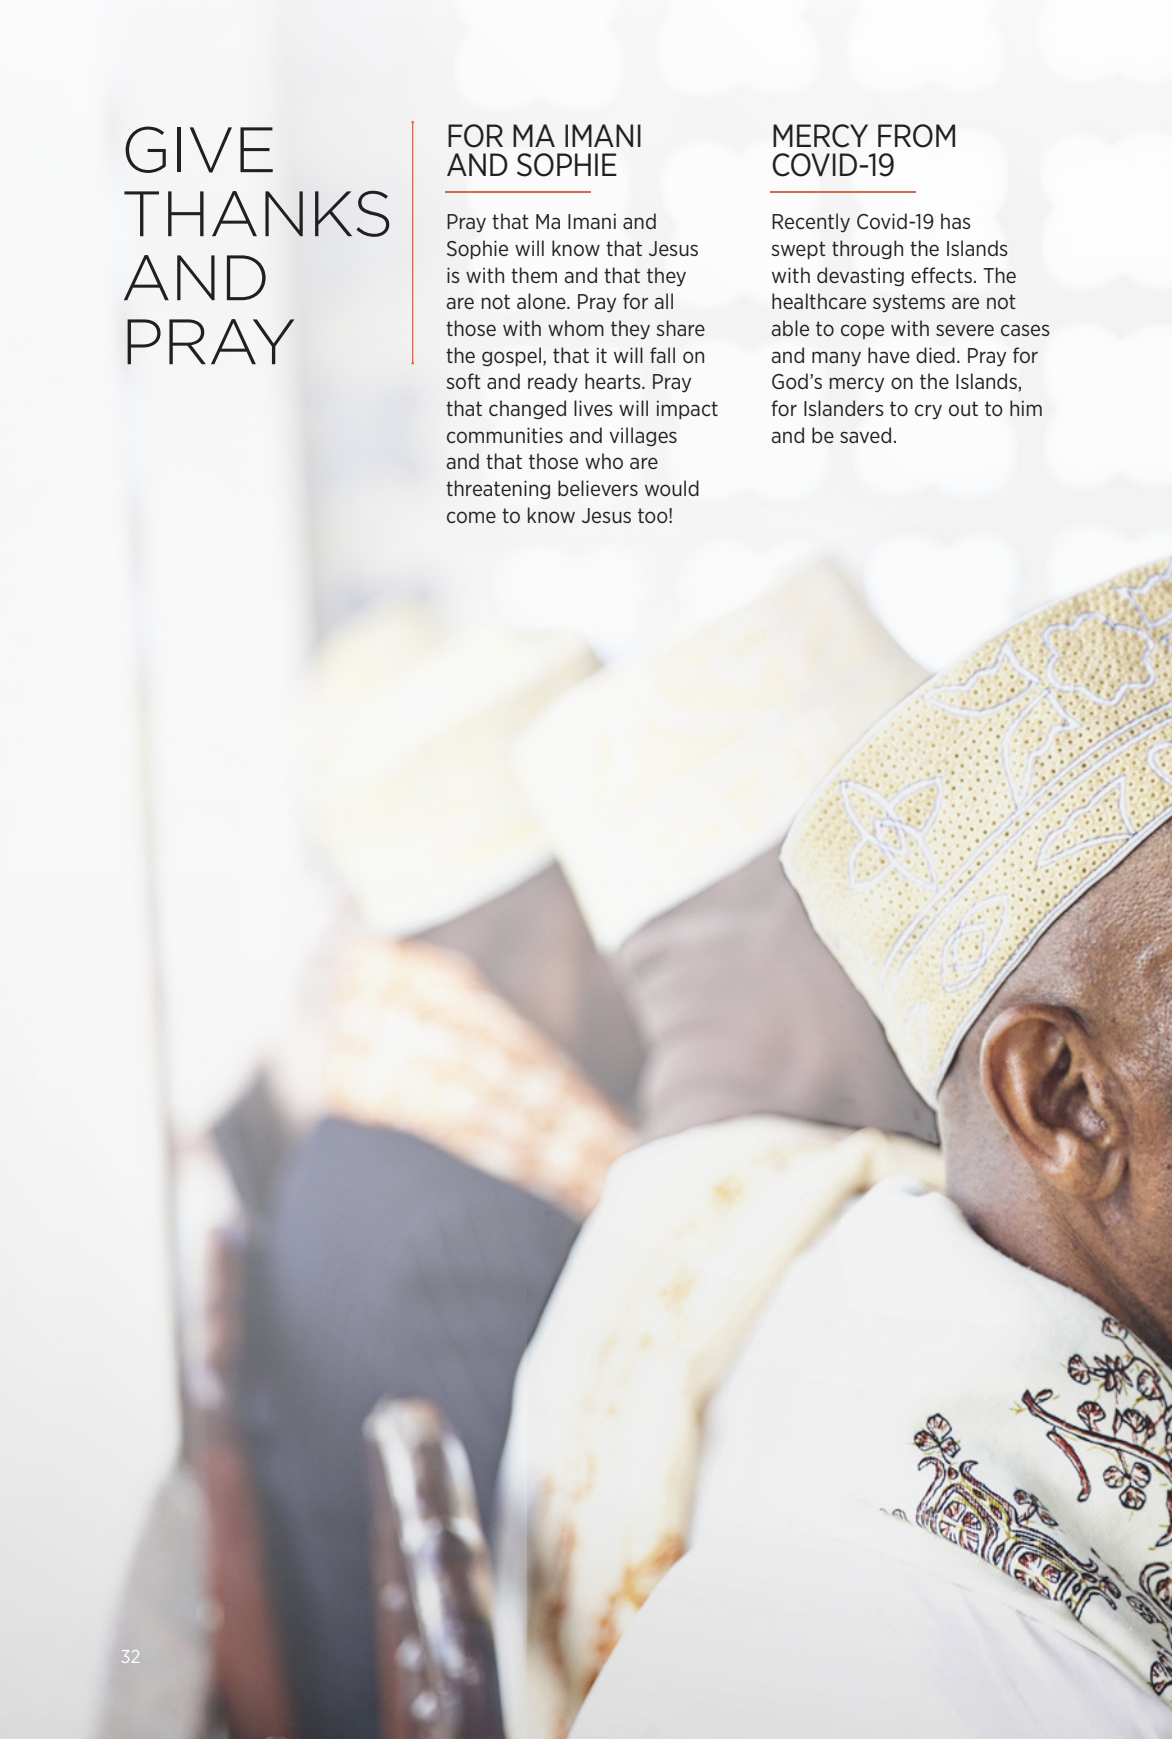 GIVE
THANKS
AND
PRAY
FOR MA IMANI
AND SOPHIE
Pray that Ma Imani and
Sophie will know that Jesus
is with them and that they
are not alone. Pray for all
those with whom they share
the gospel, that it will fall on
soft and ready hearts. Pray
that changed lives will impact
communities and villages
and that those who are
threatening believers would
come to know Jesus too!
MERCY FROM
COVID-19
Recently Covid-19 has
swept through the Islands
with devasting effects. The
healthcare systems are not
able to cope with severe cases
and many have died. Pray for
God’s mercy on the Islands,
for Islanders to cry out to him
and be saved.
32